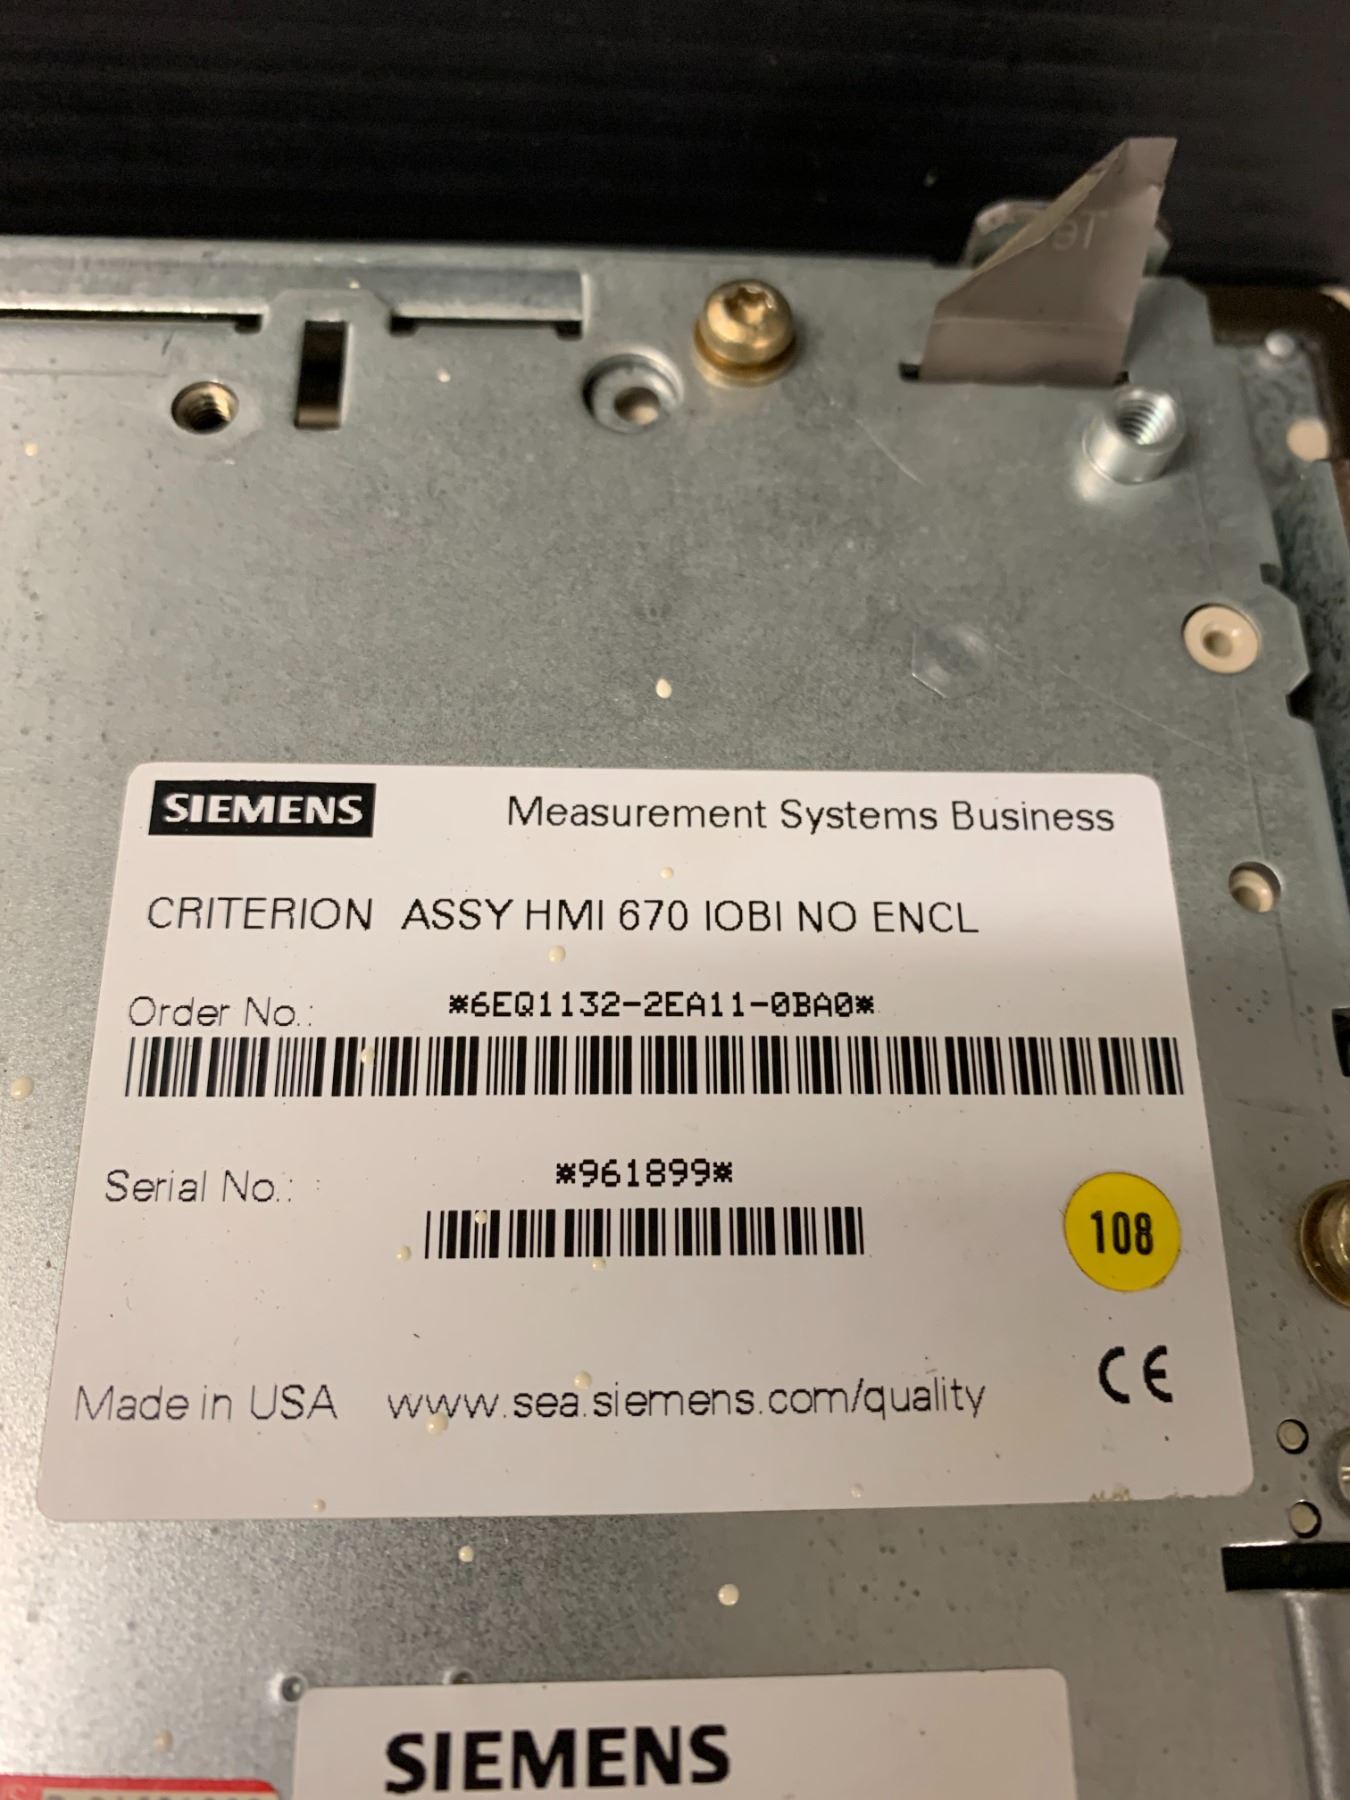 SIEMENS Measurement Systems Business
CRITERION ASSY HMI 670 IOBI NO ENCL
Order No.: *6EQ1132-2EA11-0BA0*
Serial No.: *961899*
108
Made in USA www.sea.siemens.com/quality CE
SIEMENS